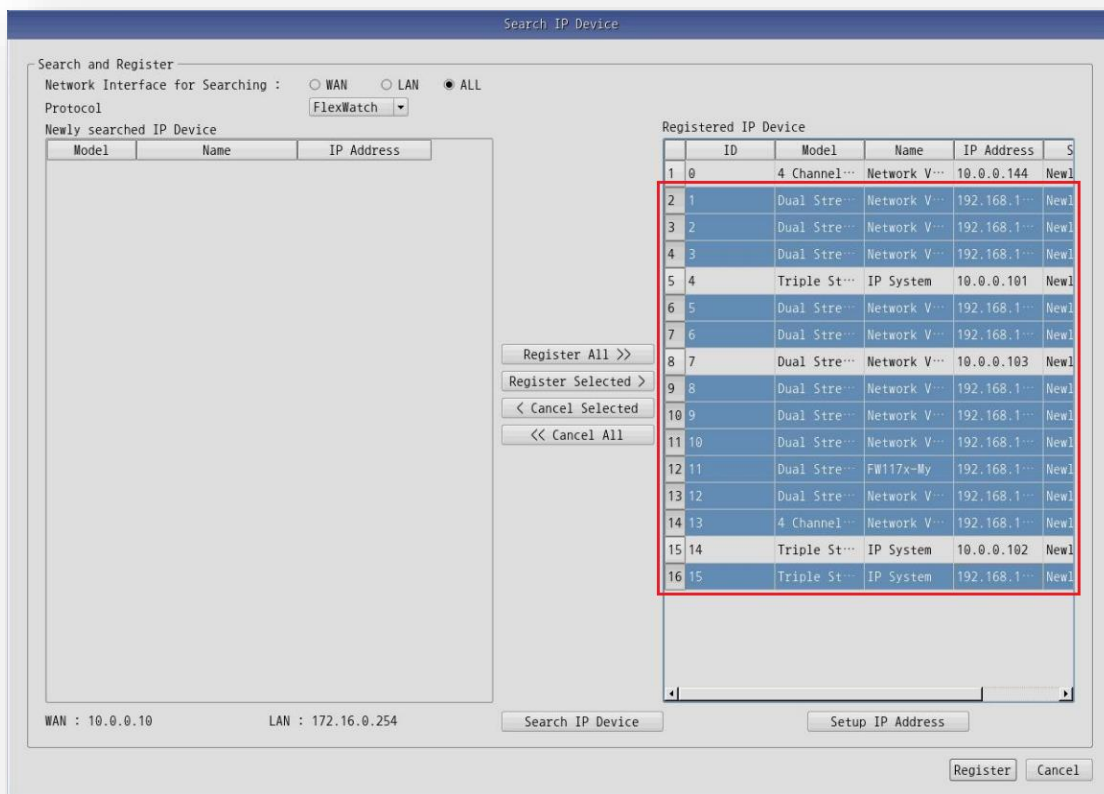 Search IP Device
Search and Register
Network Interface for Searching : WAN LAN ALL
Protocol FlexWatch
Newly searched IP Device
Model Name IP Address
Register All >>
Register Selected >
< Cancel Selected
<< Cancel All
Registered IP Device
ID Model Name IP Address S
1 0 4 Channel··· Network V··· 10.0.0.144 Newl
2 1 Dual Stre··· Network V··· 192.168.1··· Newl
3 2 Dual Stre··· Network V··· 192.168.1··· Newl
4 3 Dual Stre··· Network V··· 192.168.1··· Newl
5 4 Triple St··· IP System 10.0.0.101 Newl
6 5 Dual Stre··· Network V··· 192.168.1··· Newl
7 6 Dual Stre··· Network V··· 192.168.1··· Newl
8 7 Dual Stre··· Network V··· 10.0.0.103 Newl
9 8 Dual Stre··· Network V··· 192.168.1··· Newl
10 9 Dual Stre··· Network V··· 192.168.1··· Newl
11 10 Dual Stre··· Network V··· 192.168.1··· Newl
12 11 Dual Stre··· FW117x-My 192.168.1··· Newl
13 12 Dual Stre··· Network V··· 192.168.1··· Newl
14 13 4 Channel··· Network V··· 192.168.1··· Newl
15 14 Triple St··· IP System 10.0.0.102 Newl
16 15 Triple St··· IP System 192.168.1··· Newl
WAN : 10.0.0.10 LAN : 172.16.0.254 Search IP Device Setup IP Address
Register Cancel